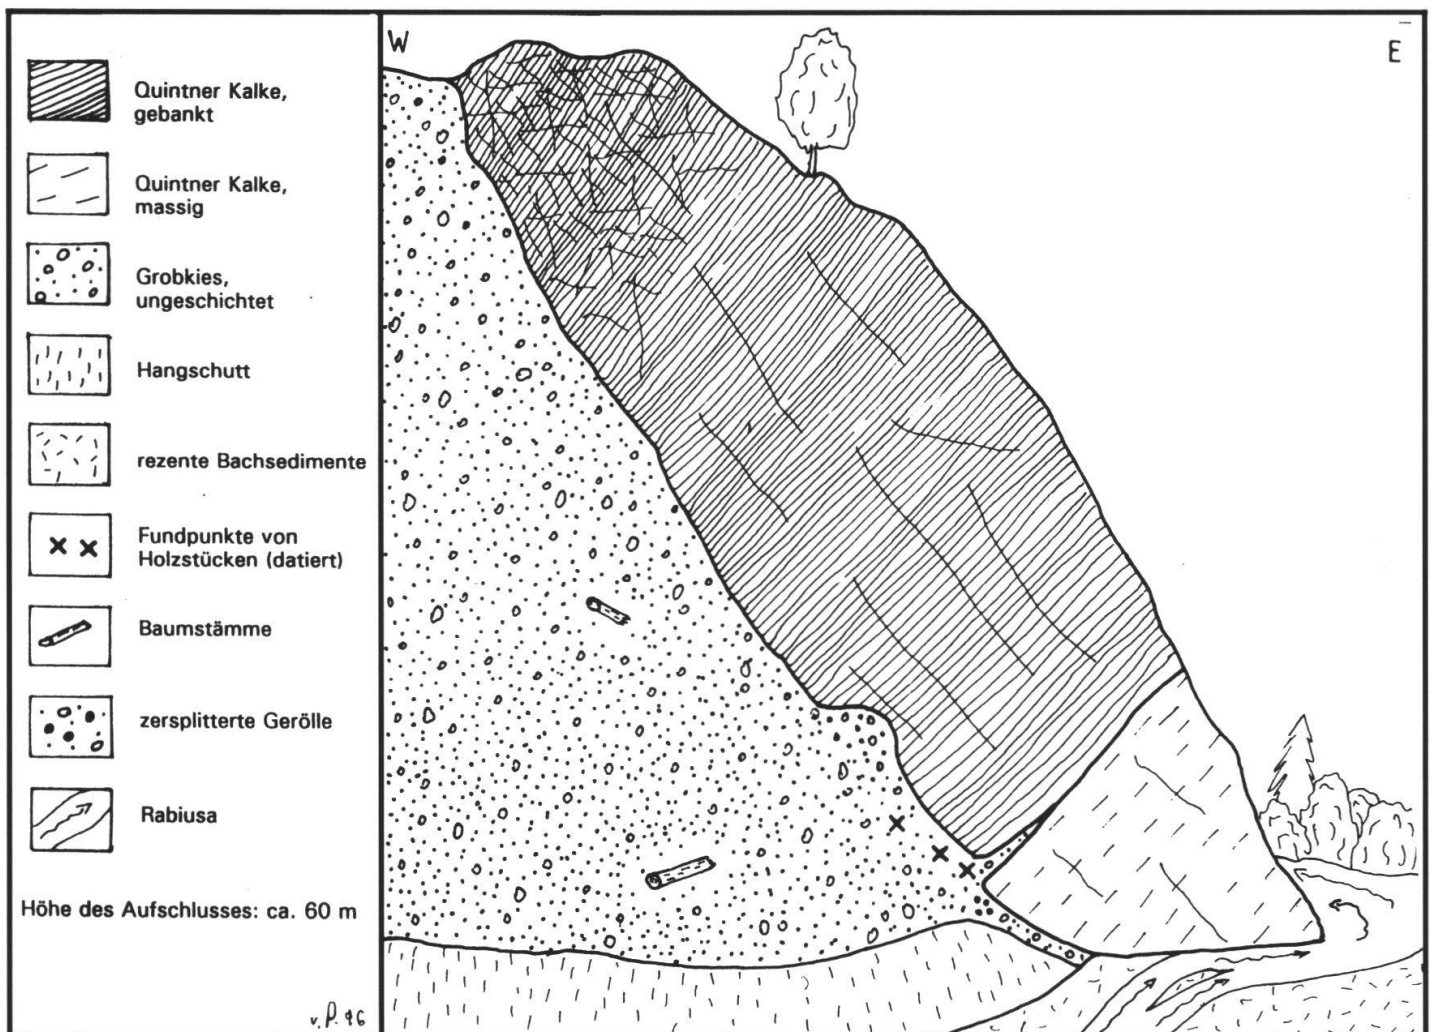 Quintner Kalke,
gebankt
Quintner Kalke,
massig
Grobkies,
ungeschichtet
Hangschutt
rezente Bachsedimente
Fundpunkte von
Holzstücken (datiert)
Baumstämme
zersplitterte Gerölle
Rabiusa
Höhe des Aufschlusses: ca. 60 m
v. P. 96
W
E